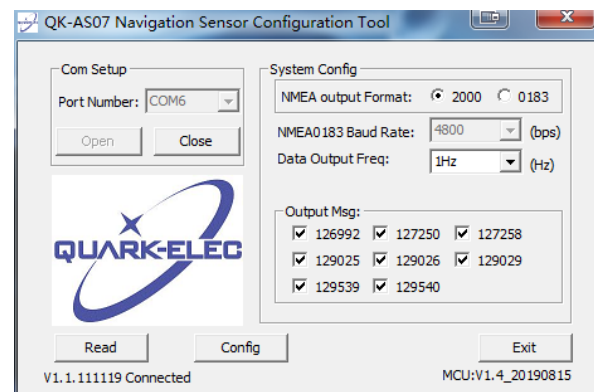 QK-AS07 Navigation Sensor Configuration Tool
Com Setup
Port Number: COM6
Open Close
QUARK-ELEC
System Config
NMEA output Format: 2000 0183
NMEA0183 Baud Rate: 4800 (bps)
Data Output Freq: 1Hz (Hz)
Output Msg:
126992 127250 127258
129025 129026 129029
129539 129540
Read Config Exit
V1.1.111119 Connected MCU:V1.4_20190815